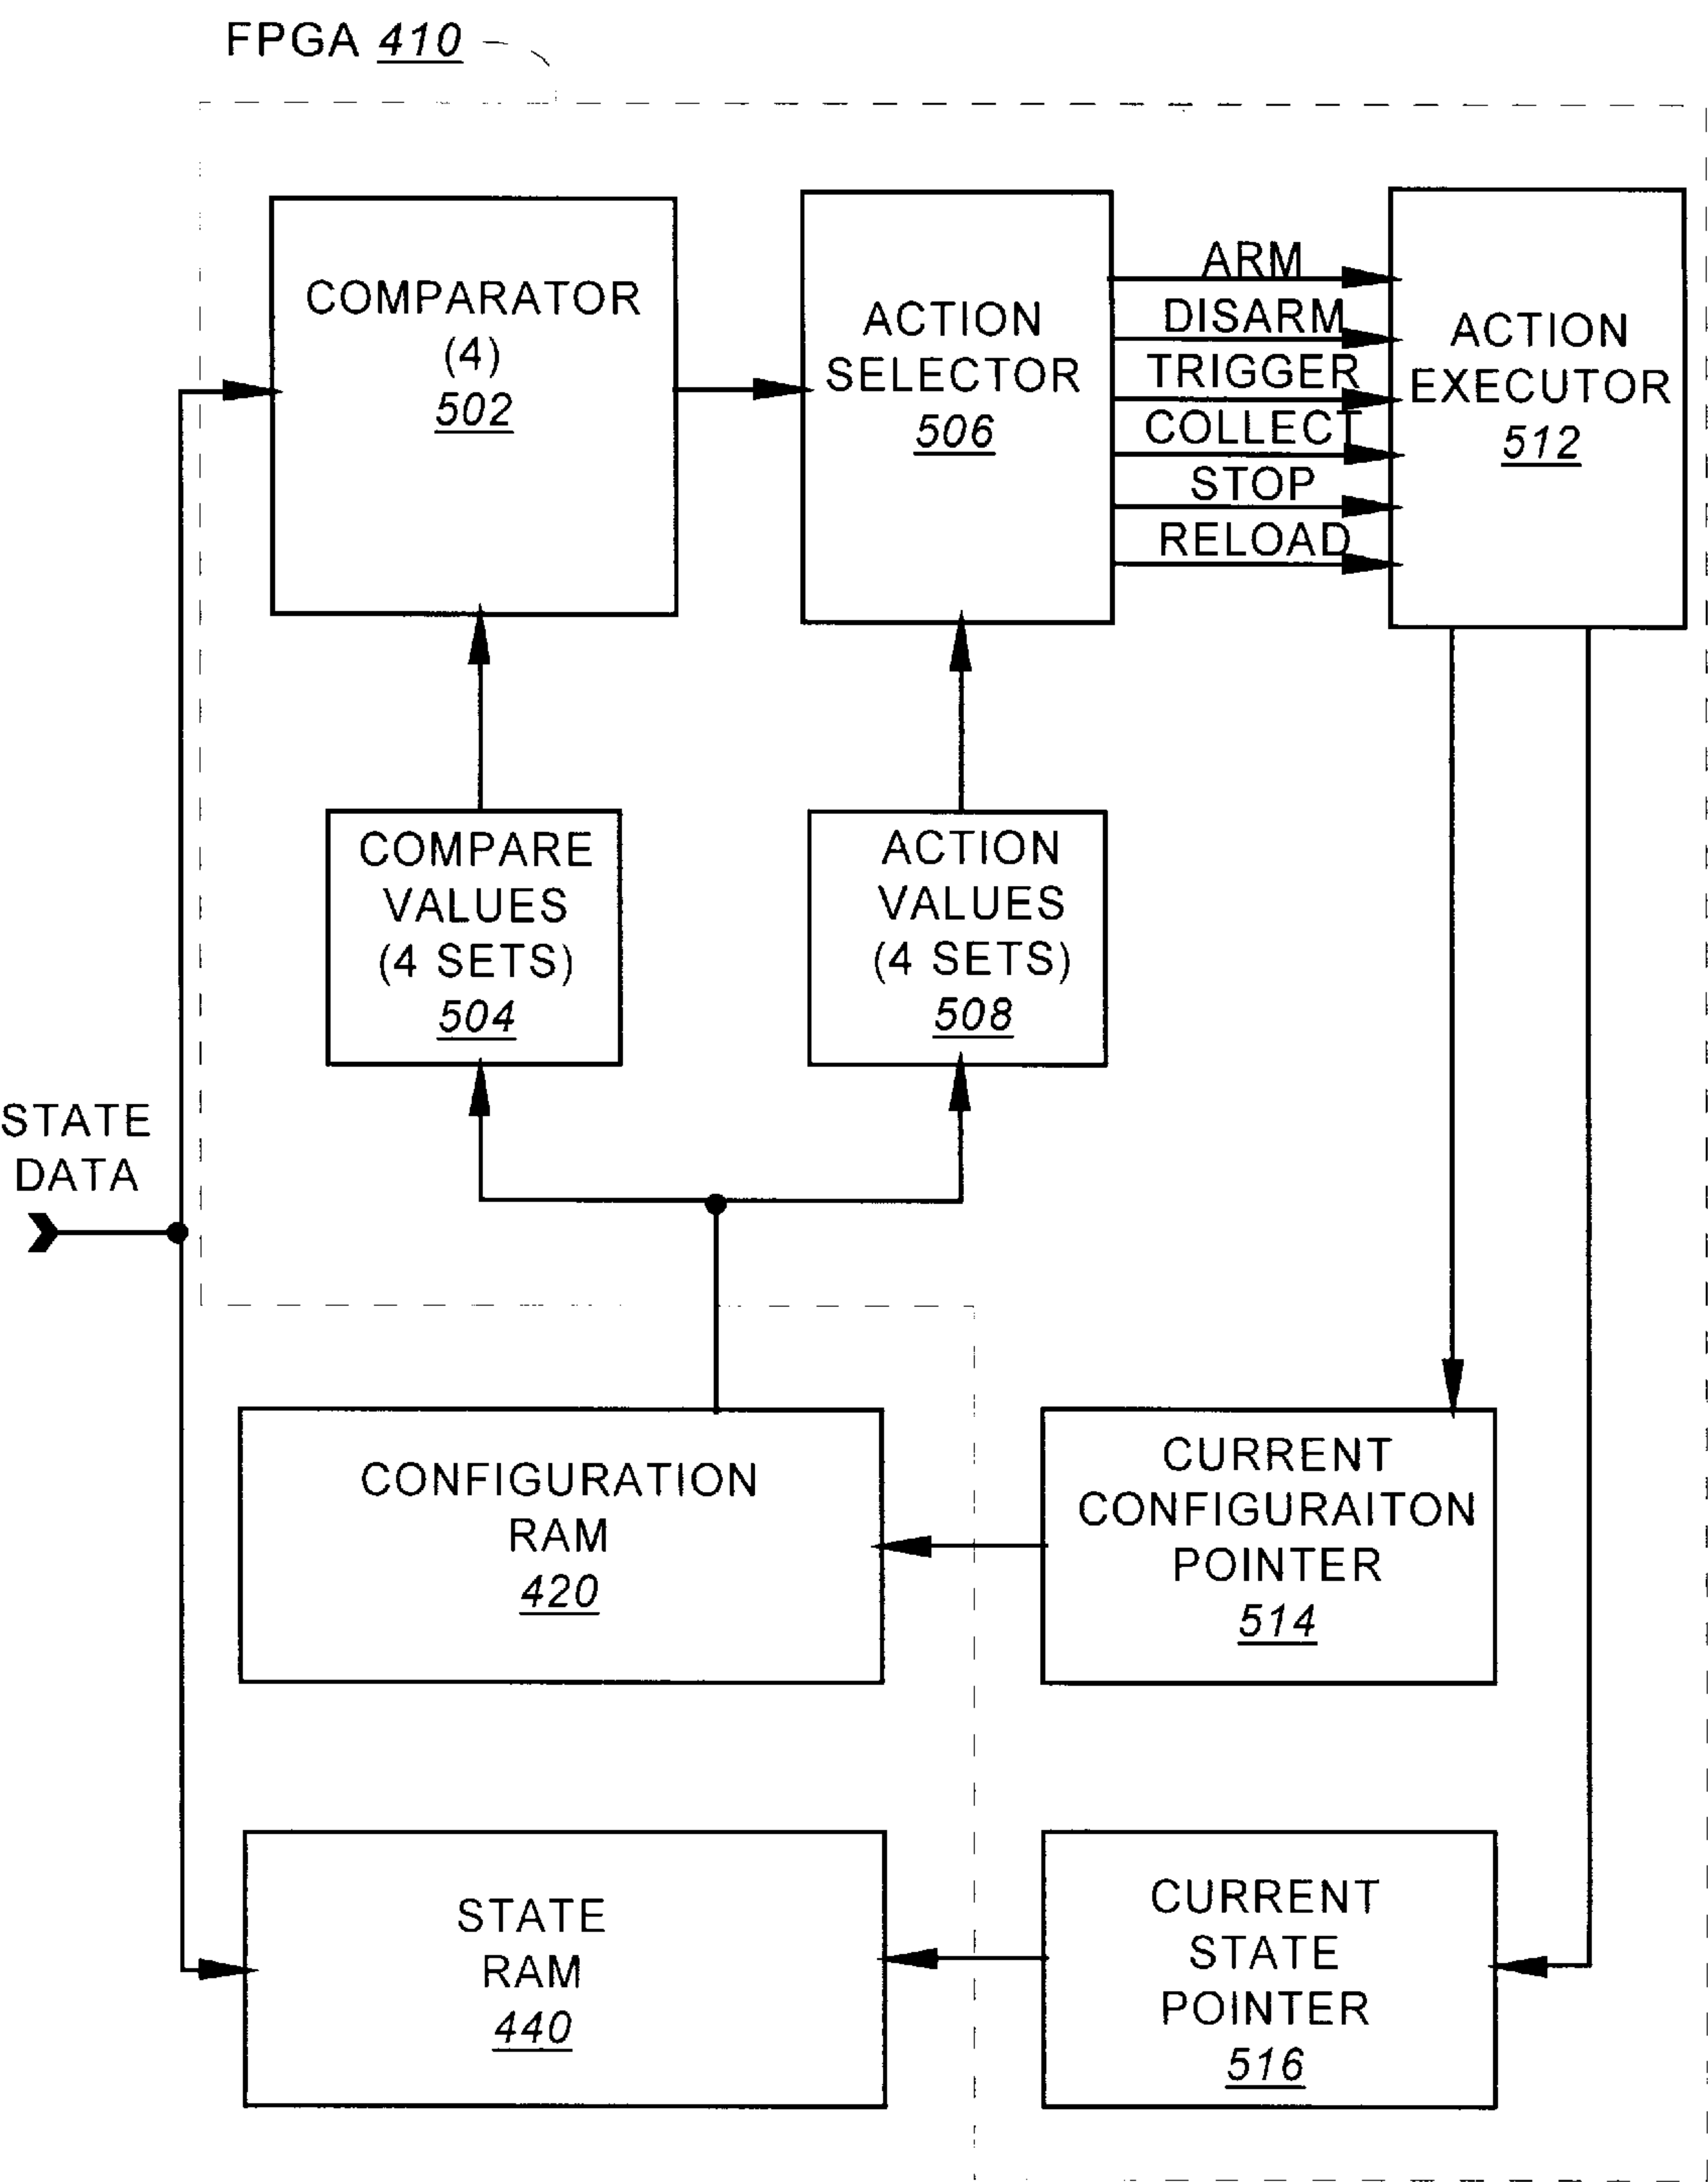 FPGA 410
COMPARATOR
(4)
502
ACTION
SELECTOR
506
ARM
DISARM
TRIGGER
COLLECT
STOP
RELOAD
ACTION
EXECUTOR
512
COMPARE
VALUES
(4 SETS)
504
ACTION
VALUES
(4 SETS)
508
STATE
DATA
CONFIGURATION
RAM
420
CURRENT
CONFIGURAITON
POINTER
514
STATE
RAM
440
CURRENT
STATE
POINTER
516